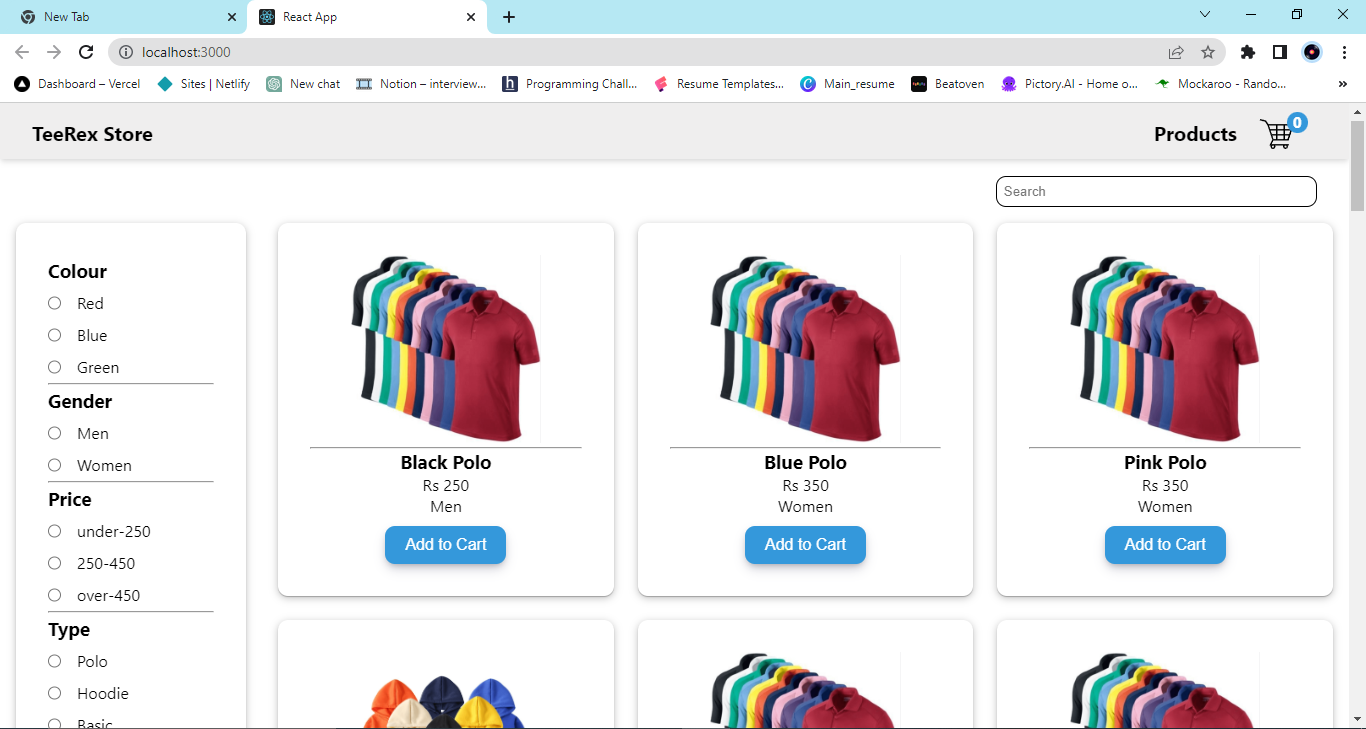 New Tab
React App
localhost:3000
Dashboard – Vercel
Sites | Netlify
New chat
Notion – interview...
Programming Chall...
Resume Templates...
Main_resume
Beatoven
Pictory.AI - Home o...
Mockaroo - Rando...
TeeRex Store
Products
0
Search
Colour
Red
Blue
Green
Gender
Men
Women
Price
under-250
250-450
over-450
Type
Polo
Hoodie
Basic
Black Polo
Rs 250
Men
Add to Cart
Blue Polo
Rs 350
Women
Add to Cart
Pink Polo
Rs 350
Women
Add to Cart